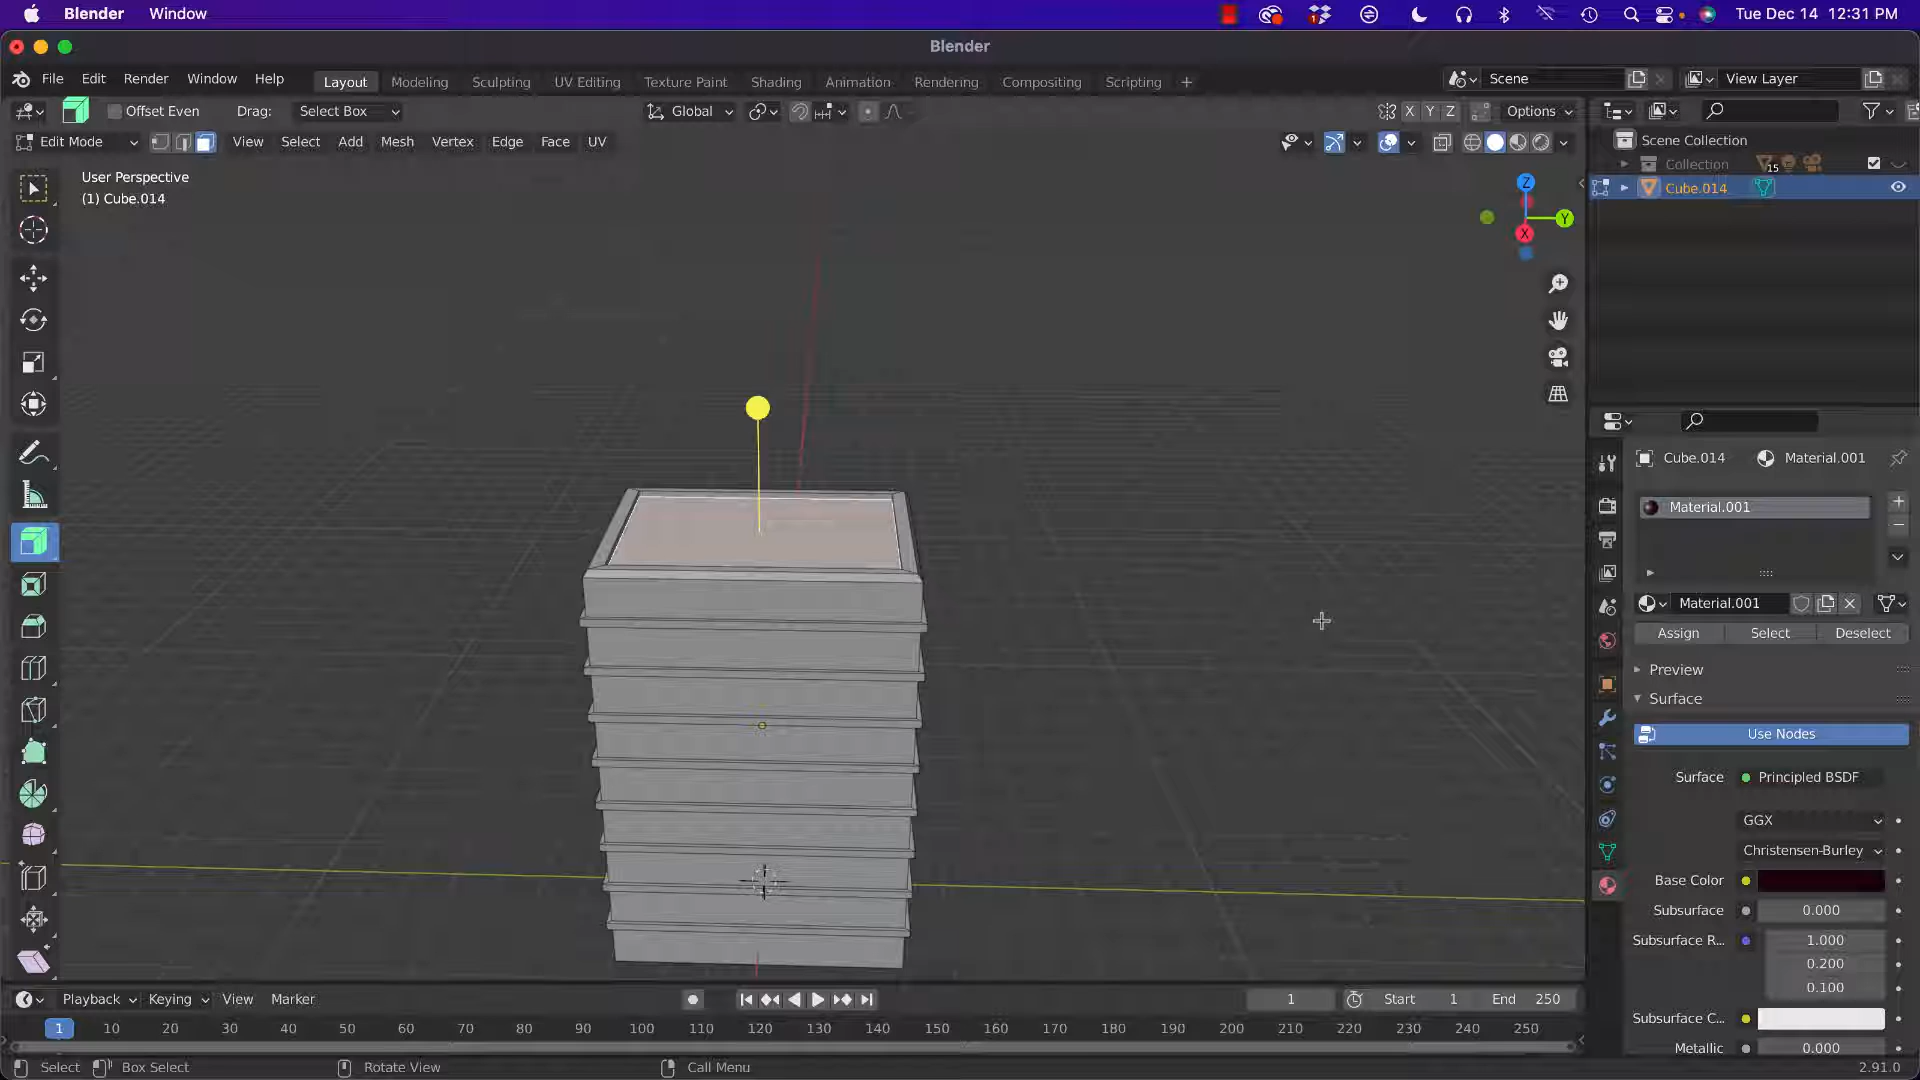 Blender Window Tue Dec 14 12:31 PM
1
Blender
File Edit Render Window Help Layout Modeling Sculpting UV Editing Texture Paint Shading Animation Rendering Compositing Scripting + Scene View Layer
Offset Even Drag: Select Box Global X Y Z Options
Edit Mode View Select Add Mesh Vertex Edge Face UV
User Perspective
(1) Cube.014
Z
Y
X
Scene Collection
Collection 15
Cube.014
Cube.014 Material.001
Material.001
Material.001
Assign Select Deselect
Preview
Surface
Use Nodes
Surface Principled BSDF
GGX
Christensen-Burley
Base Color
Subsurface 0.000
Subsurface R... 1.000
0.200
0.100
Subsurface C...
Metallic 0.000
Playback Keying View Marker 1 Start 1 End 250
1 10 20 30 40 50 60 70 80 90 100 110 120 130 140 150 160 170 180 190 200 210 220 230 240 250
Select Box Select Rotate View Call Menu 2.91.0